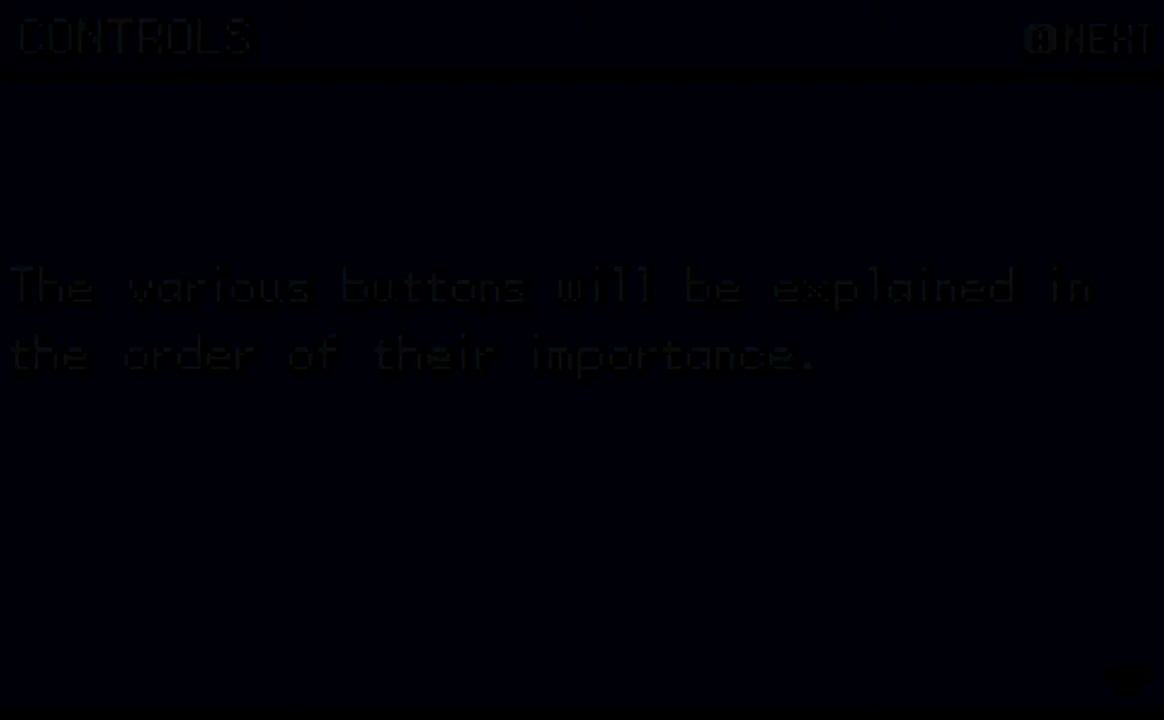 CONTROLS
A NEXT
The various buttons will be explained in
the order of their importance.